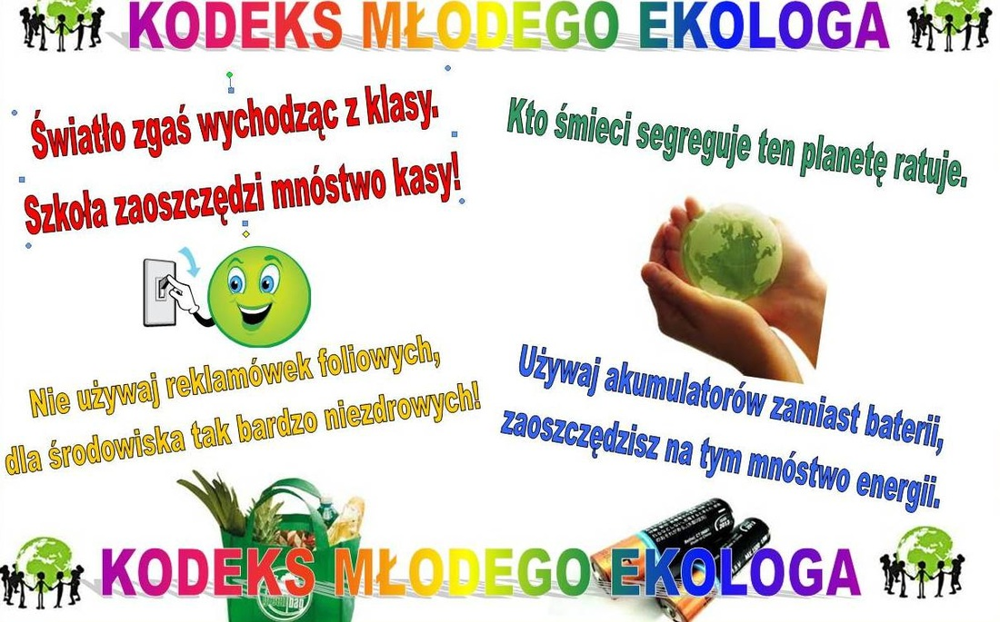 KODEKS MŁODEGO EKOLOGA
Światło zgaś wychodząc z klasy.
Szkoła zaoszczędzi mnóstwo kasy!
Kto śmieci segreguje ten planetę ratuje.
Nie używaj reklamówek foliowych,
dla środowiska tak bardzo niezdrowych!
Używaj akumulatorów zamiast baterii,
zaoszczędzisz na tym mnóstwo energii.
KODEKS MŁODEGO EKOLOGA